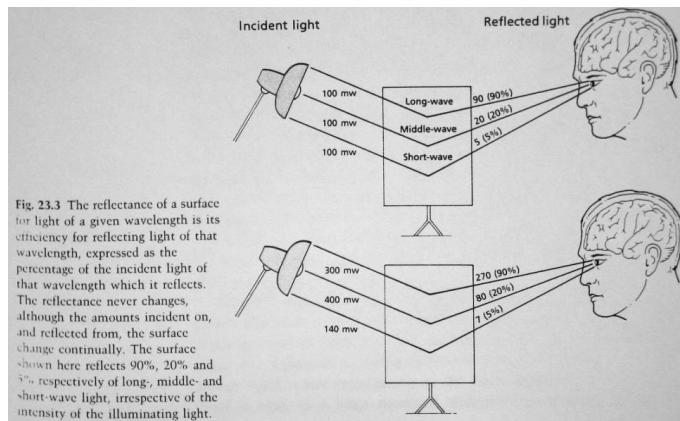 Incident light
Reflected light
100 mw
Long-wave
90 (90%)
100 mw
Middle-wave
20 (20%)
100 mw
Short-wave
5 (5%)
300 mw
270 (90%)
400 mw
80 (20%)
140 mw
7 (5%)
Fig. 23.3 The reflectance of a surface
for light of a given wavelength is its
efficiency for reflecting light of that
wavelength, expressed as the
percentage of the incident light of
that wavelength which it reflects.
The reflectance never changes,
although the amounts incident on,
and reflected from, the surface
change continually. The surface
shown here reflects 90%, 20% and
5% respectively of long-, middle- and
short-wave light, irrespective of the
intensity of the illuminating light.